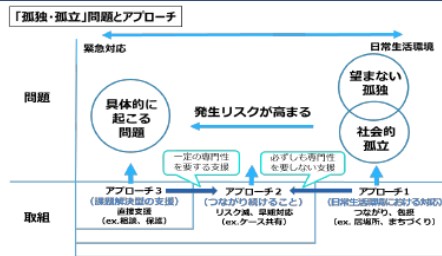 「孤独・孤立」問題とアプローチ
緊急対応
日常生活環境
問題
具体的に
起こる
問題
発生リスクが高まる
望まない
孤独
社会的
孤立
一定の専門性
を要する支援
必ずしも専門性
を要しない支援
取組
アプローチ3
(課題解決型の支援)
直接支援
(ex.相談、保護)
アプローチ2
(つながり続けること)
リスク減、早期対応
(ex.ケース共有)
アプローチ1
(日常生活環境における対応)
つながり、包摂
(ex. 居場所、まちづくり)